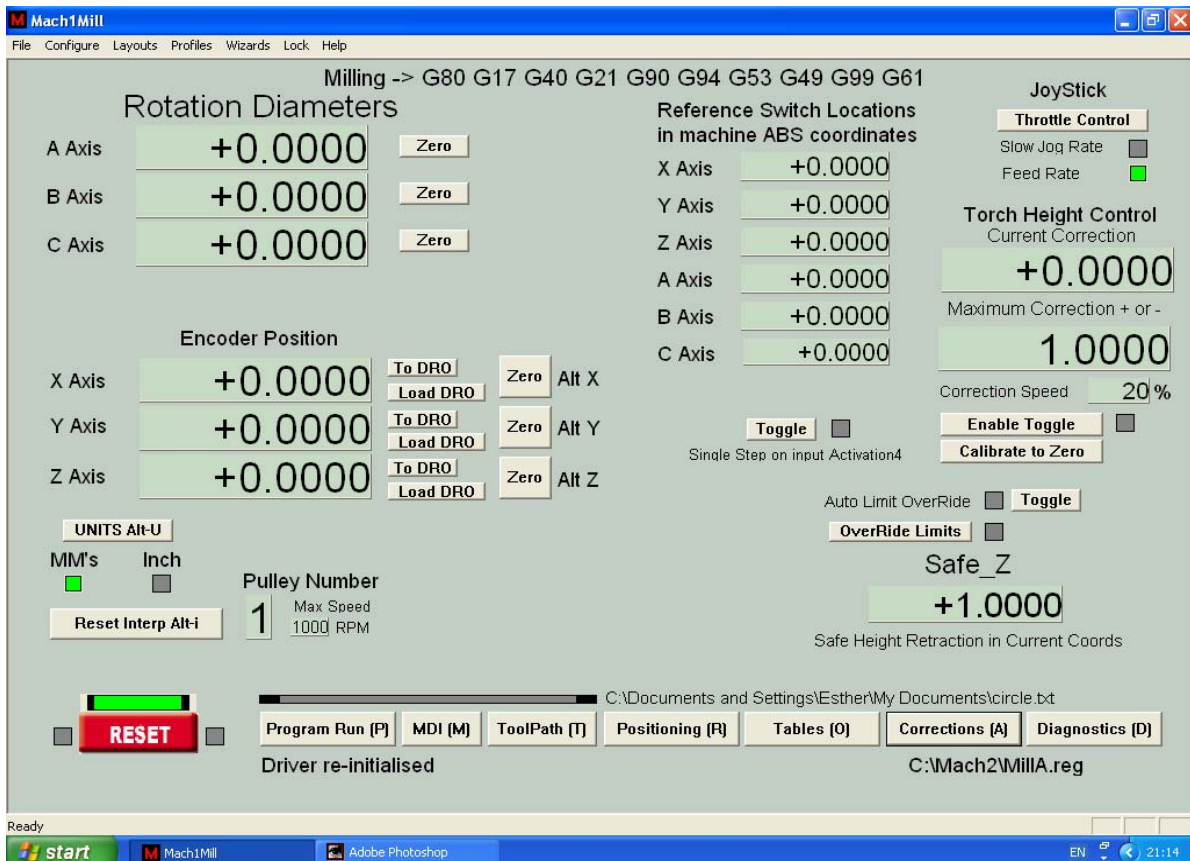 Mach1Mill
File Configure Layouts Profiles Wizards Lock Help
Milling -> G80 G17 G40 G21 G90 G94 G53 G49 G99 G61
Rotation Diameters
A Axis +0.0000 Zero
B Axis +0.0000 Zero
C Axis +0.0000 Zero
Encoder Position
X Axis +0.0000 To DRO Load DRO Zero Alt X
Y Axis +0.0000 To DRO Load DRO Zero Alt Y
Z Axis +0.0000 To DRO Load DRO Zero Alt Z
UNITS Alt-U
MM's Inch
Reset Interp Alt-i
Pulley Number
1 Max Speed
1000 RPM
Reference Switch Locations
in machine ABS coordinates
X Axis +0.0000
Y Axis +0.0000
Z Axis +0.0000
A Axis +0.0000
B Axis +0.0000
C Axis +0.0000
Toggle
Single Step on input Activation4
JoyStick
Throttle Control
Slow Jog Rate
Feed Rate
Torch Height Control
Current Correction
+0.0000
Maximum Correction + or -
1.0000
Correction Speed 20 %
Enable Toggle
Calibrate to Zero
Auto Limit OverRide Toggle
OverRide Limits
Safe_Z
+1.0000
Safe Height Retraction in Current Coords
C:\Documents and Settings\Esther\My Documents\circle.txt
RESET
Program Run (P) MDI (M) ToolPath (T) Positioning (R) Tables (O) Corrections (A) Diagnostics (D)
Driver re-initialised C:\Mach2\MillA.reg
Ready
start Mach1Mill Adobe Photoshop EN 21:14